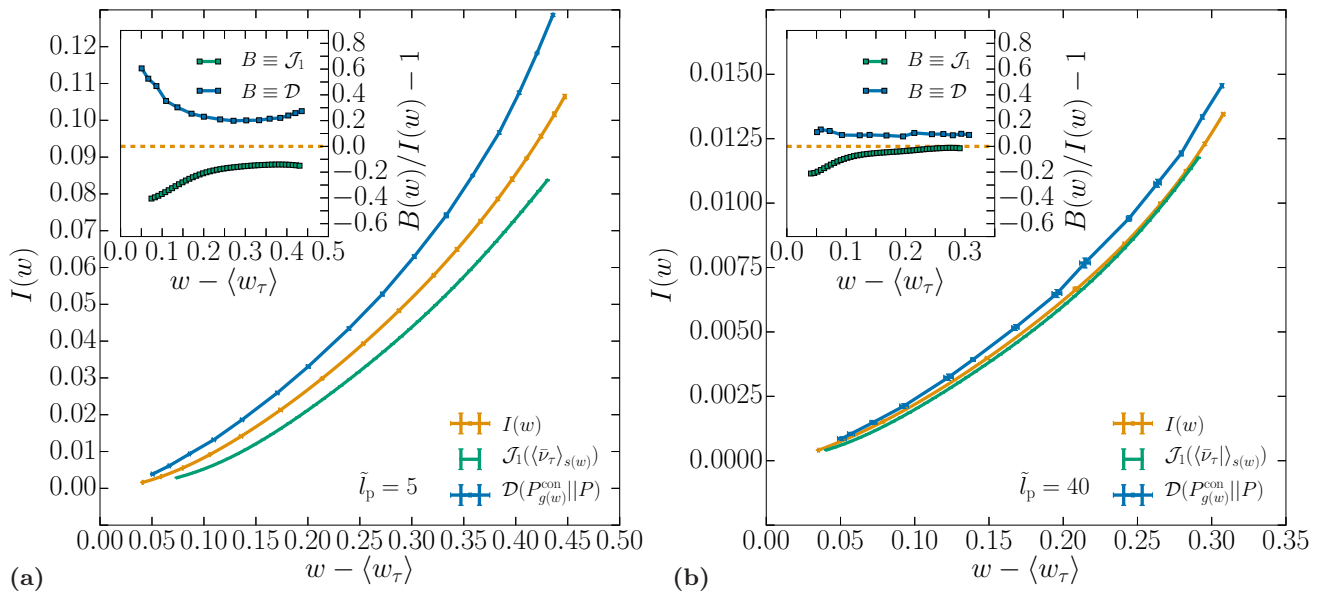 0.12
0.11
0.10
0.09
0.08
0.07
0.06
0.05
0.04
0.03
0.02
0.01
0.00
I(w)
0.00 0.05 0.10 0.15 0.20 0.25 0.30 0.35 0.40 0.45 0.50
w − ⟨w_τ⟩
(a)
B ≡ 𝒥₁
B ≡ 𝒟
0.8
0.6
0.4
0.2
0.0
−0.2
−0.4
−0.6
B(w)/I(w) − 1
0.0 0.1 0.2 0.3 0.4 0.5
w − ⟨w_τ⟩
l̃_p = 5
I(w)
𝒥₁(⟨ν̄_τ⟩_{s(w)})
𝒟(P^{con}_{g(w)}||P)
0.0150
0.0125
0.0100
0.0075
0.0050
0.0025
0.0000
I(w)
0.00 0.05 0.10 0.15 0.20 0.25 0.30 0.35
w − ⟨w_τ⟩
(b)
B ≡ 𝒥₁
B ≡ 𝒟
0.8
0.6
0.4
0.2
0.0
−0.2
−0.4
−0.6
B(w)/I(w) − 1
0.0 0.1 0.2 0.3
w − ⟨w_τ⟩
l̃_p = 40
I(w)
𝒥₁(⟨ν̄_τ|⟩_{s(w)})
𝒟(P^{con}_{g(w)}||P)